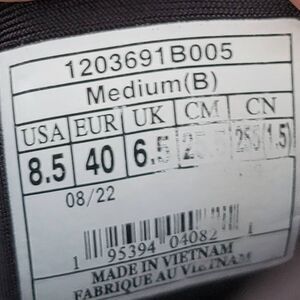 1203691B005
Medium(B)
USA EUR UK CM CN
8.5 40 6.5
08/22
1 95394 04082
MADE IN VIETNAM
FABRIQUE AU VIETNAM